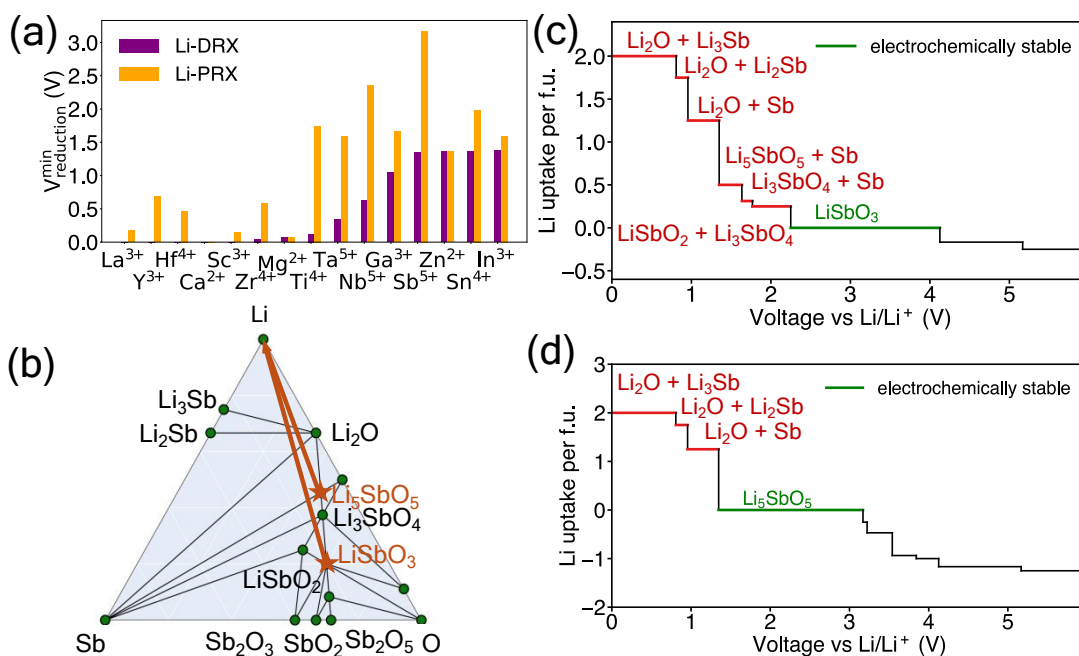 (a)
V^min_reduction (V)
3.0
2.5
2.0
1.5
1.0
0.5
0.0
Li-DRX
Li-PRX
La³⁺ Hf⁴⁺ Sc³⁺ Mg²⁺ Ta⁵⁺ Ga³⁺ Zn²⁺ In³⁺
Y³⁺ Ca²⁺ Zr⁴⁺ Ti⁴⁺ Nb⁵⁺ Sb⁵⁺ Sn⁴⁺
(b)
Li
Li₃Sb
Li₂Sb
Li₂O
Li₅SbO₅
Li₃SbO₄
LiSbO₃
LiSbO₂
Sb Sb₂O₃ SbO₂ Sb₂O₅ O
(c)
Li uptake per f.u.
2.0
1.5
1.0
0.5
0.0
−0.5
Li₂O + Li₃Sb
electrochemically stable
Li₂O + Li₂Sb
Li₂O + Sb
Li₅SbO₅ + Sb
Li₃SbO₄ + Sb
LiSbO₃
LiSbO₂ + Li₃SbO₄
0 1 2 3 4 5
Voltage vs Li/Li⁺ (V)
(d)
Li uptake per f.u.
3
2
1
0
−1
−2
Li₂O + Li₃Sb
electrochemically stable
Li₂O + Li₂Sb
Li₂O + Sb
Li₅SbO₅
0 1 2 3 4 5
Voltage vs Li/Li⁺ (V)